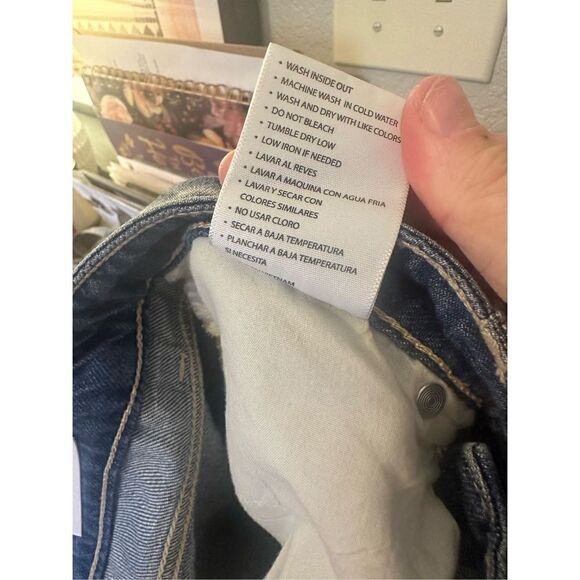 • WASH INSIDE OUT
• MACHINE WASH IN COLD WATER
• WASH AND DRY WITH LIKE COLORS
• DO NOT BLEACH
• TUMBLE DRY LOW
• LOW IRON IF NEEDED
• LAVAR AL REVES
• LAVAR A MAQUINA CON AGUA FRIA
• LAVAR Y SECAR CON
COLORES SIMILARES
• NO USAR CLORO
• SECAR A BAJA TEMPERATURA
• PLANCHAR A BAJA TEMPERATURA
SI NECESITA